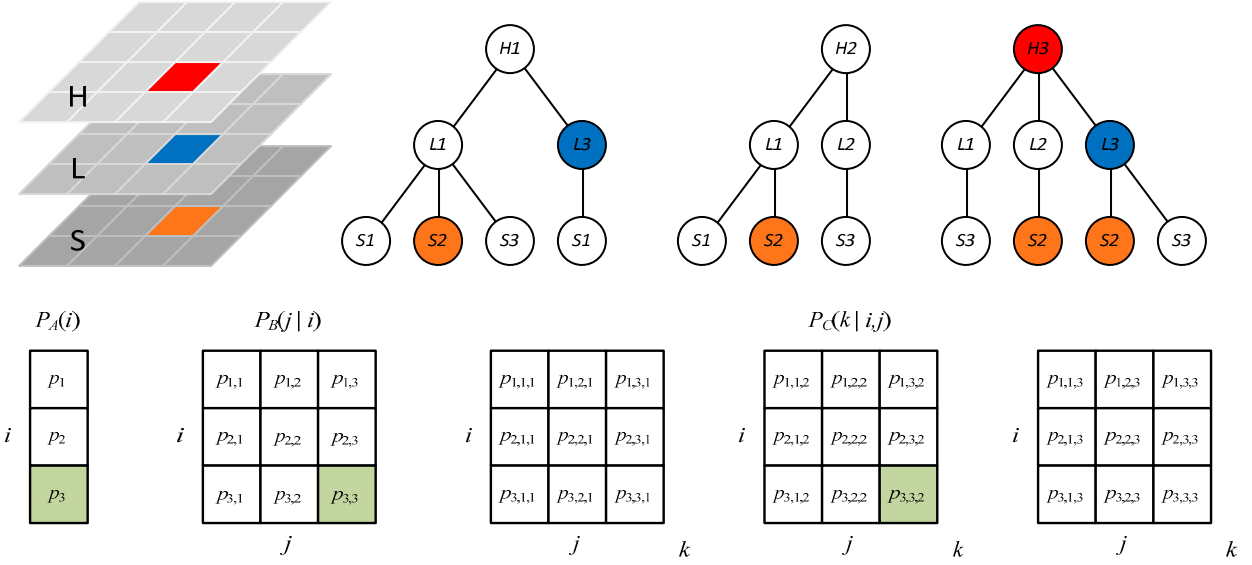 H
L
S
H1
L1 L3
S1 S2 S3 S1
H2
L1 L2
S1 S2 S3
H3
L1 L2 L3
S3 S2 S2 S3
P_A(i) P_B(j | i) P_C(k | i,j)
p1 p1,1 p1,2 p1,3 p1,1,1 p1,2,1 p1,3,1 p1,1,2 p1,2,2 p1,3,2 p1,1,3 p1,2,3 p1,3,3
i p2 i p2,1 p2,2 p2,3 i p2,1,1 p2,2,1 p2,3,1 i p2,1,2 p2,2,2 p2,3,2 i p2,1,3 p2,2,3 p2,3,3
p3 p3,1 p3,2 p3,3 p3,1,1 p3,2,1 p3,3,1 p3,1,2 p3,2,2 p3,3,2 p3,1,3 p3,2,3 p3,3,3
j j k j k j k